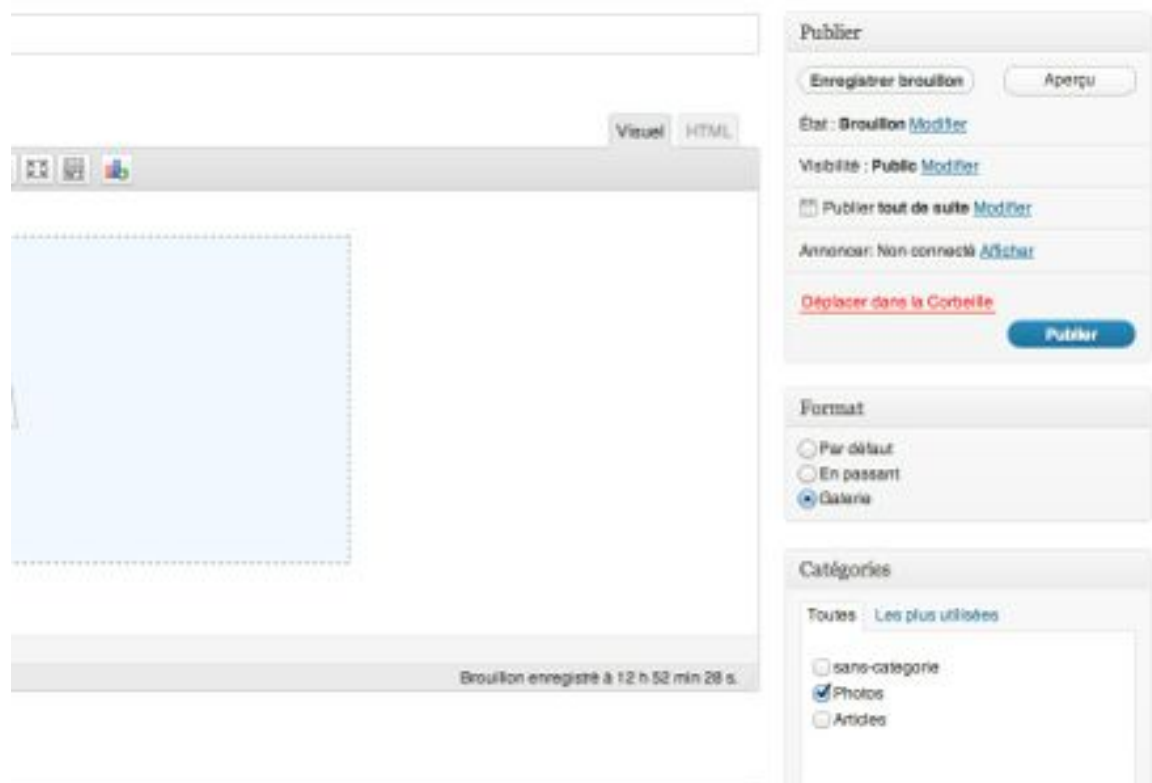 Publier
Enregistrer brouillon Aperçu
Visuel HTML
État : Brouillon Modifier
Visibilité : Public Modifier
Publier tout de suite Modifier
Annoncer: Non connecté Afficher
Déplacer dans la Corbeille
Publier
Format
Par défaut
En passant
Galerie
Catégories
Toutes Les plus utilisées
sans-categorie
Photos
Articles
Brouillon enregistré à 12 h 52 min 28 s.